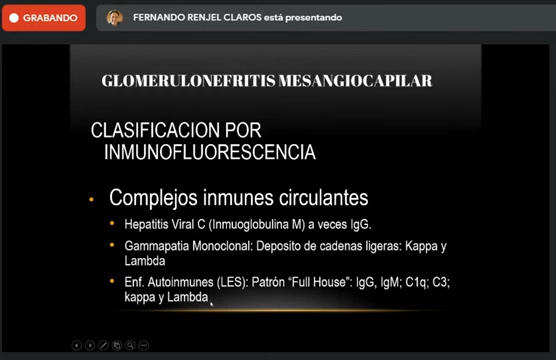 GRABANDO
FERNANDO RENJEL CLAROS está presentando
GLOMERULONEFRITIS MESANGIOCAPILAR
CLASIFICACION POR
INMUNOFLUORESCENCIA
• Complejos inmunes circulantes
• Hepatitis Viral C (Inmuoglobulina M) a veces IgG.
• Gammapatia Monoclonal: Deposito de cadenas ligeras: Kappa y
Lambda
• Enf. Autoinmunes (LES): Patrón “Full House”: IgG, IgM; C1q; C3;
kappa y Lambda